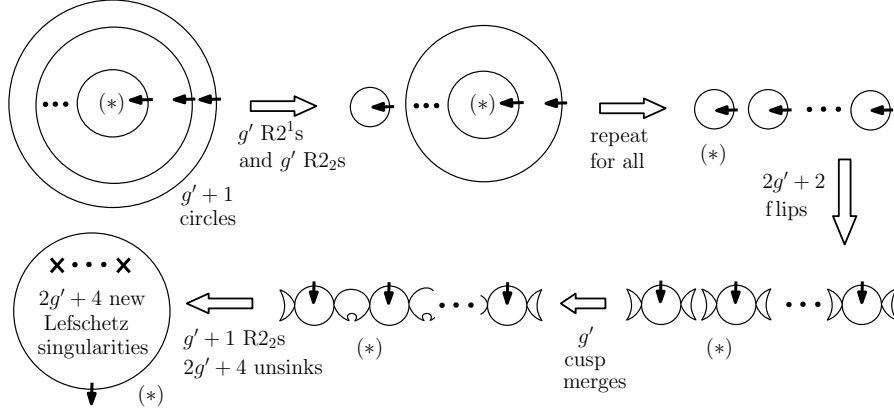 (∗)
g′ + 1
circles
g′ R2¹s
and g′ R2₂s
(∗)
repeat
for all
(∗)
2g′ + 2
flips
(∗)
g′
cusp
merges
(∗)
g′ + 1 R2₂s
2g′ + 4 unsinks
2g′ + 4 new
Lefschetz
singularities
(∗)